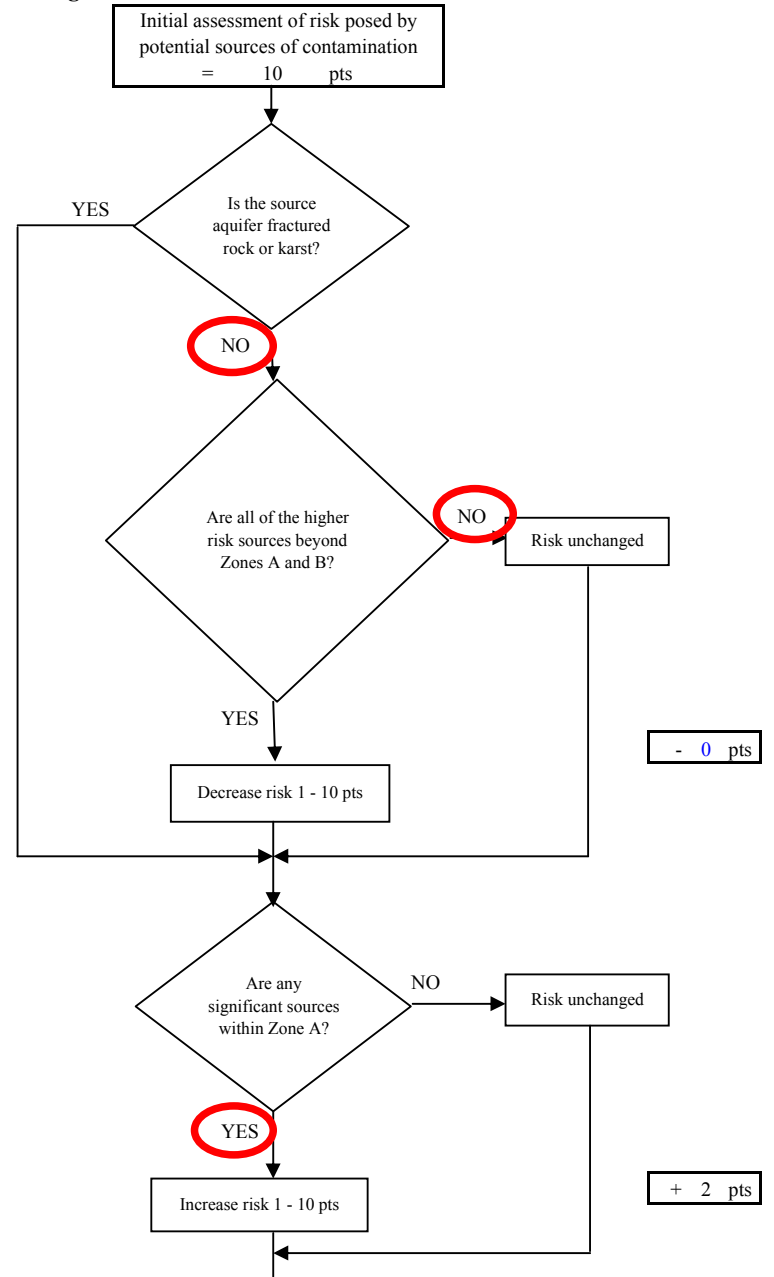 Initial assessment of risk posed by
potential sources of contamination
= 10 pts
YES
Is the source
aquifer fractured
rock or karst?
NO
Are all of the higher
risk sources beyond
Zones A and B?
NO
Risk unchanged
YES
- 0 pts
Decrease risk 1 - 10 pts
Are any
significant sources
within Zone A?
NO
Risk unchanged
YES
+ 2 pts
Increase risk 1 - 10 pts